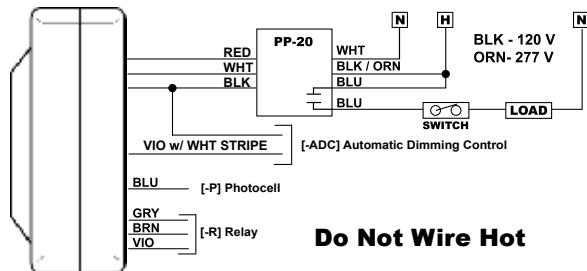 N H N
PP-20
BLK - 120 V
ORN- 277 V
RED
WHT
WHT
BLK / ORN
BLK
BLU
BLU
SWITCH
LOAD
VIO w/ WHT STRIPE
[-ADC] Automatic Dimming Control
BLU
[-P] Photocell
GRY
BRN
VIO
[-R] Relay
Do Not Wire Hot